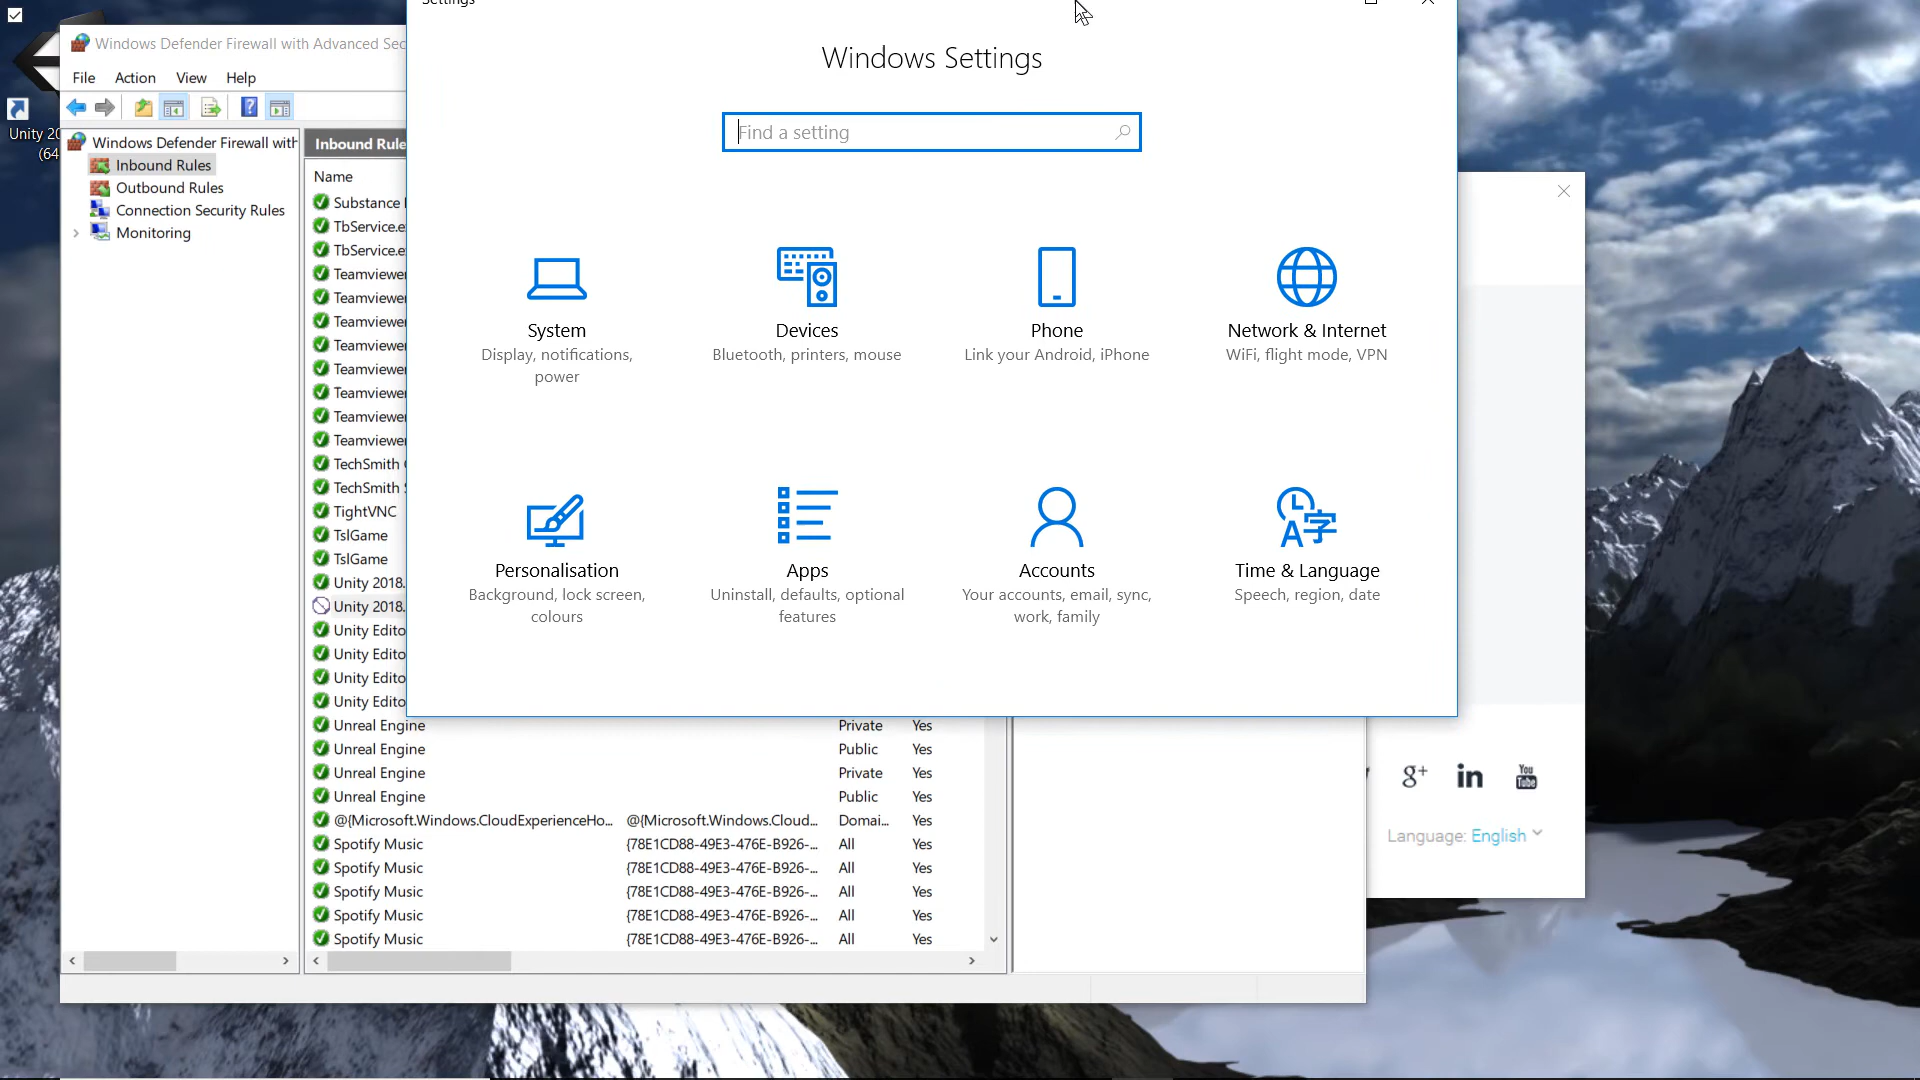 Settings
Windows Defender Firewall with Advanced Sec
File Action View Help
Unity 20
(64
Windows Defender Firewall with
Inbound Rules
Outbound Rules
Connection Security Rules
Monitoring
Inbound Rule
Name
Substance
TbService.e
TbService.e
Teamviewer
Teamviewer
Teamviewer
Teamviewer
Teamviewer
Teamviewer
Teamviewer
Teamviewer
TechSmith
TechSmith
TightVNC
TslGame
TslGame
Unity 2018.
Unity 2018.
Unity Edito
Unity Edito
Unity Edito
Unity Edito
Unreal Engine Private Yes
Unreal Engine Public Yes
Unreal Engine Private Yes
Unreal Engine Public Yes
@{Microsoft.Windows.CloudExperienceHo... @{Microsoft.Windows.Cloud... Domai... Yes
Spotify Music {78E1CD88-49E3-476E-B926-... All Yes
Spotify Music {78E1CD88-49E3-476E-B926-... All Yes
Spotify Music {78E1CD88-49E3-476E-B926-... All Yes
Spotify Music {78E1CD88-49E3-476E-B926-... All Yes
Spotify Music {78E1CD88-49E3-476E-B926-... All Yes
Windows Settings
Find a setting
System
Display, notifications,
power
Devices
Bluetooth, printers, mouse
Phone
Link your Android, iPhone
Network & Internet
WiFi, flight mode, VPN
Personalisation
Background, lock screen,
colours
Apps
Uninstall, defaults, optional
features
Accounts
Your accounts, email, sync,
work, family
Time & Language
Speech, region, date
g+ in You Tube
Language: English